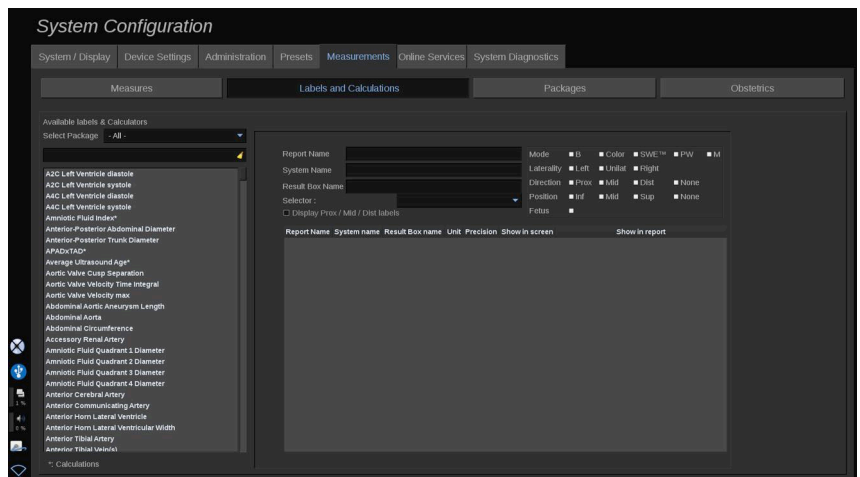 System Configuration
System / Display Device Settings Administration Presets Measurements Online Services System Diagnostics
Measures Labels and Calculations Packages Obstetrics
Available labels & Calculators
Select Package - All -
A2C Left Ventricle diastole
A2C Left Ventricle systole
A4C Left Ventricle diastole
A4C Left Ventricle systole
Amniotic Fluid Index*
Anterior-Posterior Abdominal Diameter
Anterior-Posterior Trunk Diameter
APADxTAD*
Average Ultrasound Age*
Aortic Valve Cusp Separation
Aortic Valve Velocity Time Integral
Aortic Valve Velocity max
Abdominal Aortic Aneurysm Length
Abdominal Aorta
Abdominal Circumference
Accessory Renal Artery
Amniotic Fluid Quadrant 1 Diameter
Amniotic Fluid Quadrant 2 Diameter
Amniotic Fluid Quadrant 3 Diameter
Amniotic Fluid Quadrant 4 Diameter
Anterior Cerebral Artery
Anterior Communicating Artery
Anterior Horn Lateral Ventricle
Anterior Horn Lateral Ventricular Width
Anterior Tibial Artery
Anterior Tibial Vein(s)
*: Calculations
Report Name
System Name
Result Box Name
Selector :
Display Prox / Mid / Dist labels
Mode B Color SWE™ PW M
Laterality Left Unilat Right
Direction Prox Mid Dist None
Position Inf Mid Sup None
Fetus
Report Name System name Result Box name Unit Precision Show in screen Show in report